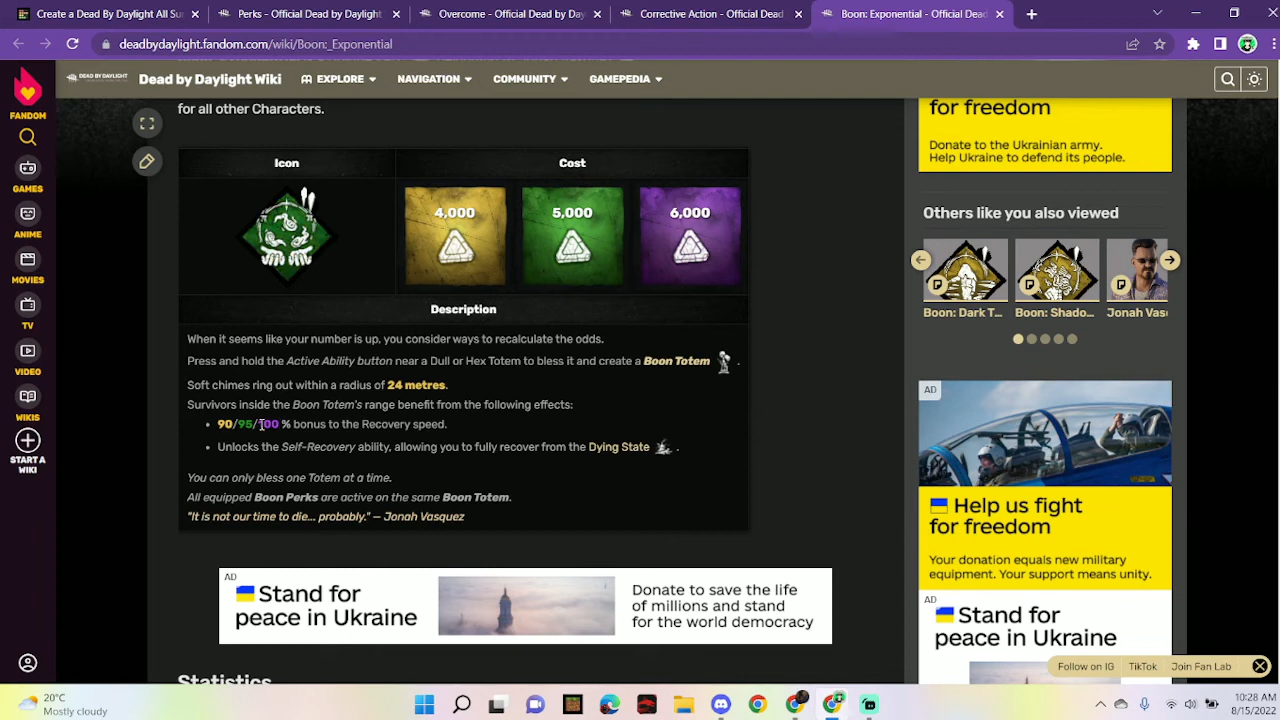 Complete All Su
Overcome - Official Dead by Day
Corrective Action - Official Dead
Boon: Exponential - Official Dead
deadbydaylight.fandom.com/wiki/Boon:_Exponential
DEAD BY DAYLIGHT
Dead by Daylight Wiki
EXPLORE
NAVIGATION
COMMUNITY
GAMEPEDIA
FANDOM
GAMES
ANIME
MOVIES
TV
VIDEO
WIKIS
START A
WIKI
for all other Characters.
Icon
Cost
4,000
5,000
6,000
Description
When it seems like your number is up, you consider ways to recalculate the odds.
Press and hold the Active Ability button near a Dull or Hex Totem to bless it and create a Boon Totem .
Soft chimes ring out within a radius of 24 metres.
Survivors inside the Boon Totem's range benefit from the following effects:
• 90/95/100 % bonus to the Recovery speed.
• Unlocks the Self-Recovery ability, allowing you to fully recover from the Dying State .
You can only bless one Totem at a time.
All equipped Boon Perks are active on the same Boon Totem.
"It is not our time to die... probably." — Jonah Vasquez
AD
Stand for
peace in Ukraine
Donate to save the life
of millions and stand
for the world democracy
Statistics
for freedom
Donate to the Ukrainian army.
Help Ukraine to defend its people.
Others like you also viewed
Boon: Dark T...
Boon: Shado...
Jonah Vasq
AD
Help us fight
for freedom
Your donation equals new military
equipment. Your support means unity.
AD
Stand for
peace in Ukraine
Follow on IG
TikTok
Join Fan Lab
20°C
Mostly cloudy
10:28 AM
8/15/2022